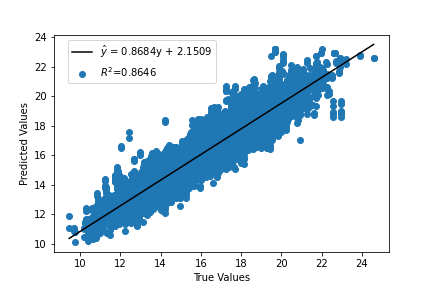 24
22
20
18
16
14
12
10
Predicted Values
ŷ = 0.8684y + 2.1509
R²=0.8646
10 12 14 16 18 20 22 24
True Values